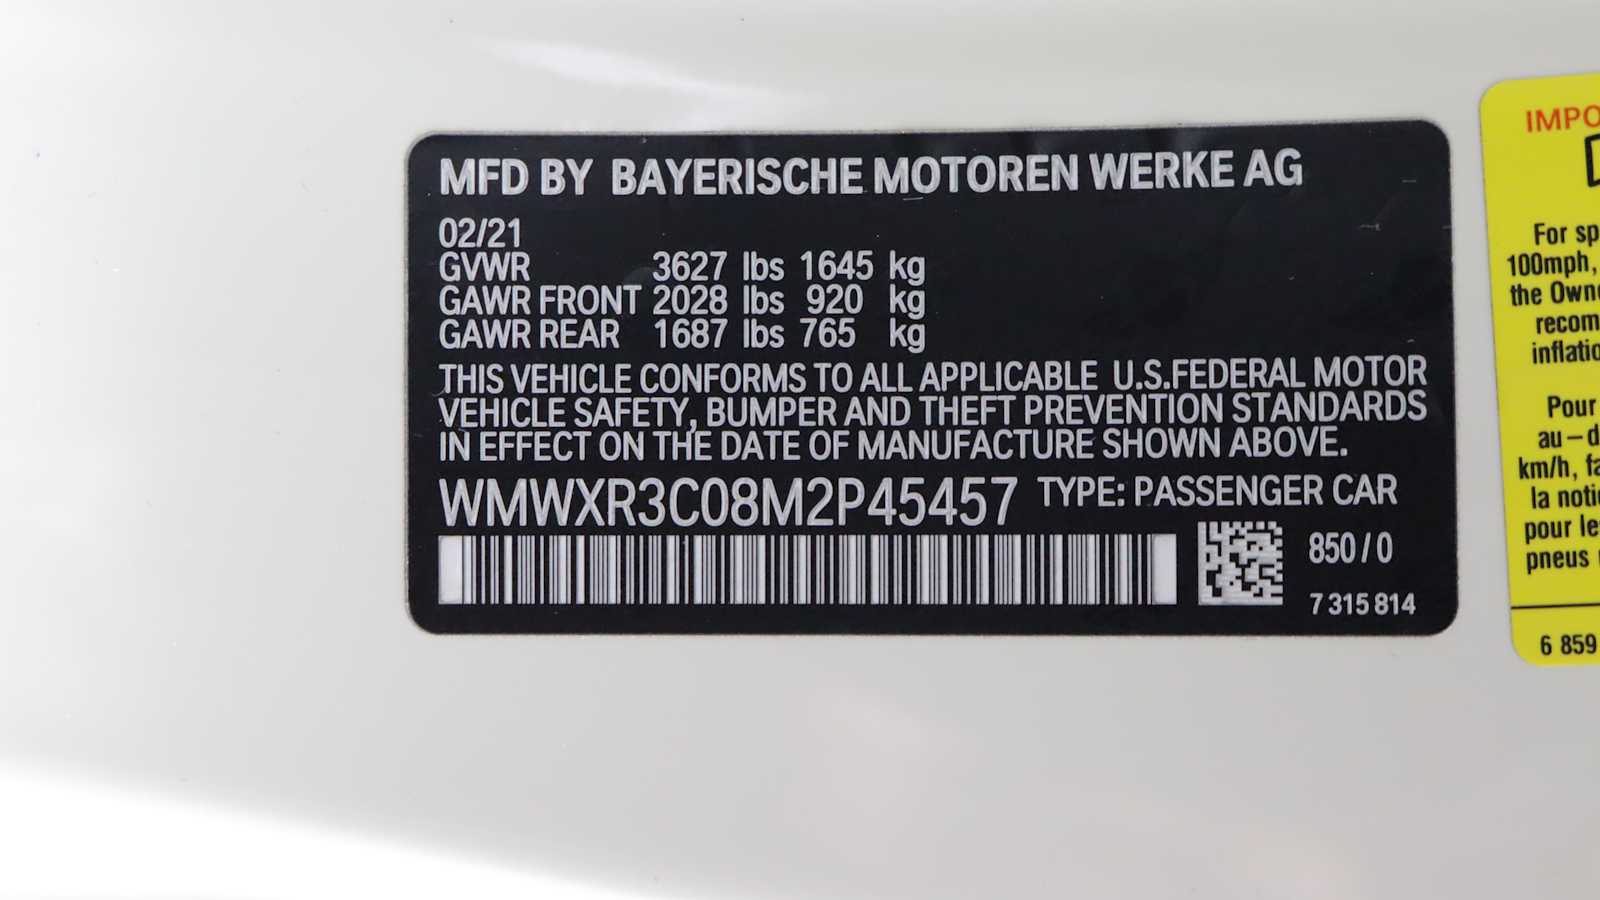 MFD BY BAYERISCHE MOTOREN WERKE AG
02/21
GVWR 3627 lbs 1645 kg
GAWR FRONT 2028 lbs 920 kg
GAWR REAR 1687 lbs 765 kg
THIS VEHICLE CONFORMS TO ALL APPLICABLE U.S.FEDERAL MOTOR
VEHICLE SAFETY, BUMPER AND THEFT PREVENTION STANDARDS
IN EFFECT ON THE DATE OF MANUFACTURE SHOWN ABOVE.
WMWXR3C08M2P45457 TYPE: PASSENGER CAR
850/0
7 315 814
IMPO
For sp
100mph,
the Owne
recom
inflatio
Pour
au–d
km/h, fa
la noti
pour le
pneus
6 859